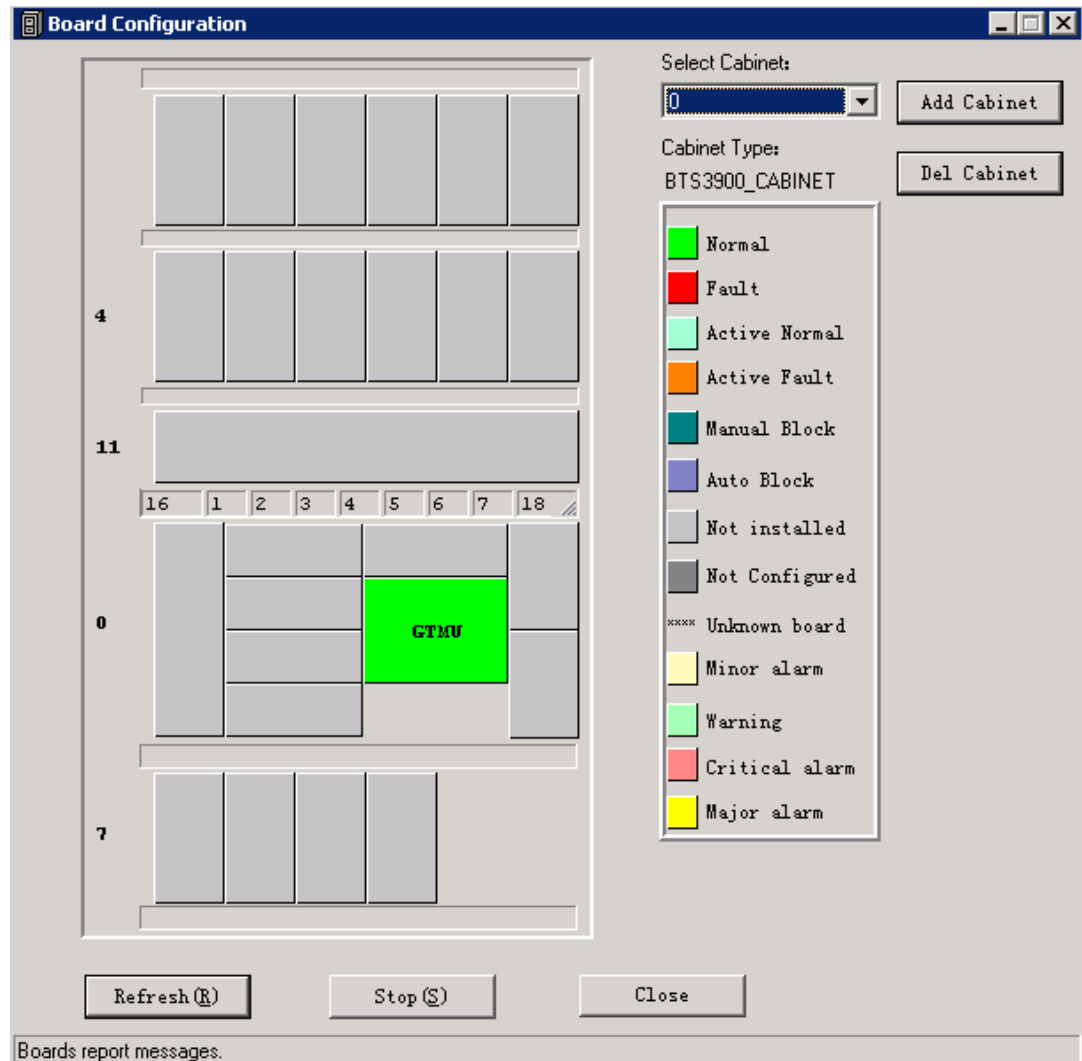 Board Configuration
Select Cabinet:
0
Add Cabinet
Cabinet Type:
BTS3900_CABINET
Del Cabinet
Normal
Fault
Active Normal
Active Fault
Manual Block
Auto Block
Not installed
Not Configured
**** Unknown board
Minor alarm
Warning
Critical alarm
Major alarm
4
11
16 1 2 3 4 5 6 7 18
0
GTMU
7
Refresh(R) Stop(S) Close
Boards report messages.